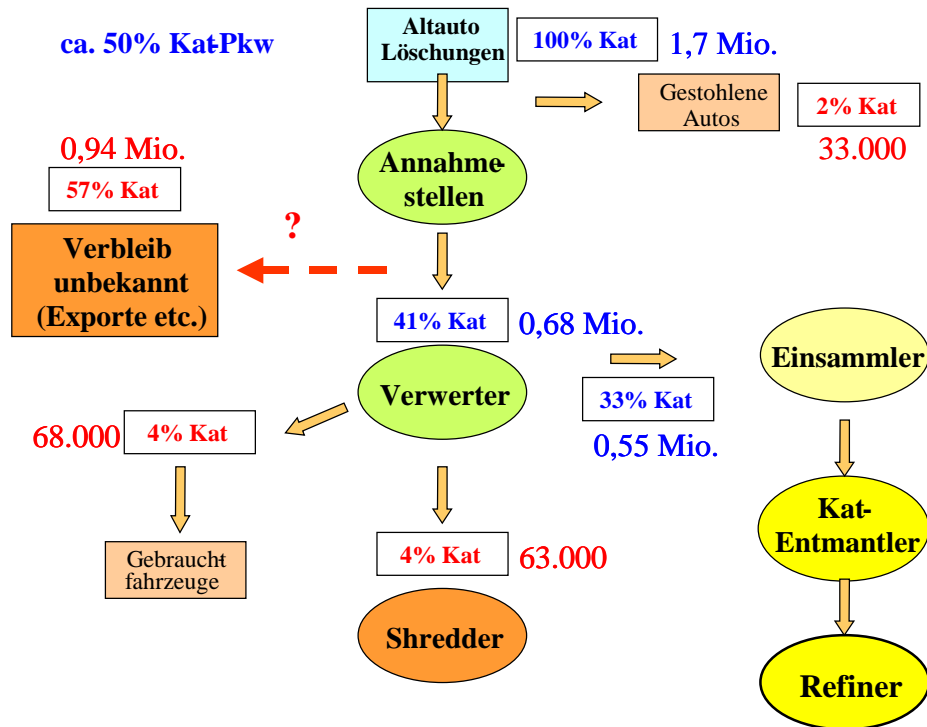 ca. 50% Kat-Pkw
Altauto
Löschungen
100% Kat
1,7 Mio.
Gestohlene
Autos
2% Kat
33.000
0,94 Mio.
57% Kat
Annahme-
stellen
?
Verbleib
unbekannt
(Exporte etc.)
41% Kat
0,68 Mio.
Einsammler
Verwerter
33% Kat
0,55 Mio.
68.000
4% Kat
Kat-
Entmantler
Gebraucht-
fahrzeuge
4% Kat
63.000
Shredder
Refiner